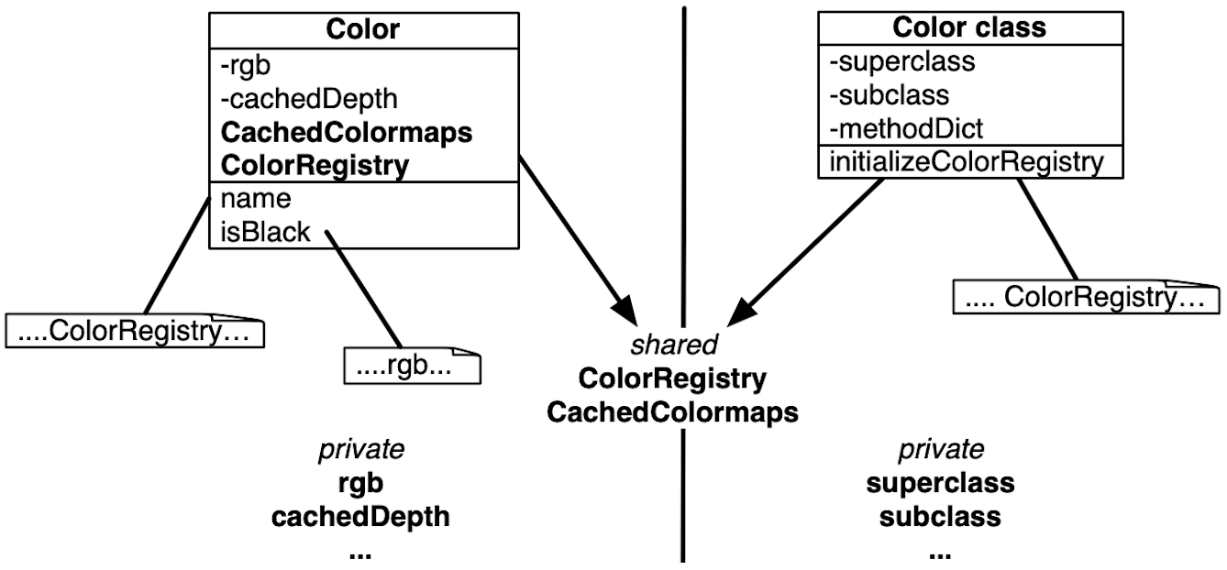 Color
-rgb
-cachedDepth
CachedColormaps
ColorRegistry
name
isBlack
....ColorRegistry...
....rgb...
Color class
-superclass
-subclass
-methodDict
initializeColorRegistry
.... ColorRegistry...
shared
ColorRegistry
CachedColormaps
private
rgb
cachedDepth
...
private
superclass
subclass
...